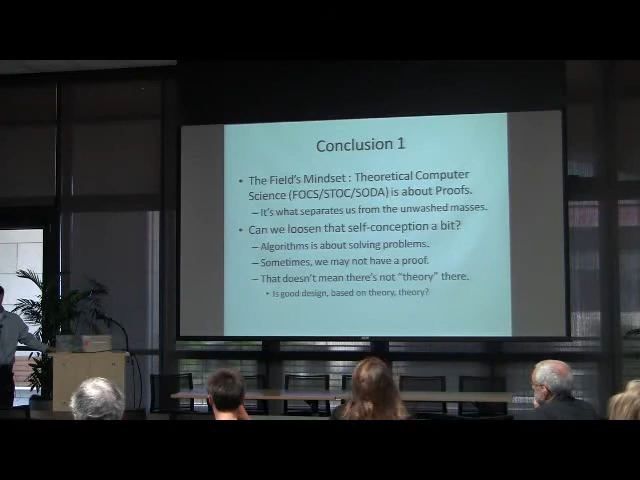 Conclusion 1
• The Field's Mindset : Theoretical Computer
Science (FOCS/STOC/SODA) is about Proofs.
– It's what separates us from the unwashed masses.
• Can we loosen that self-conception a bit?
– Algorithms is about solving problems.
– Sometimes, we may not have a proof.
– That doesn't mean there's not "theory" there.
• Is good design, based on theory, theory?